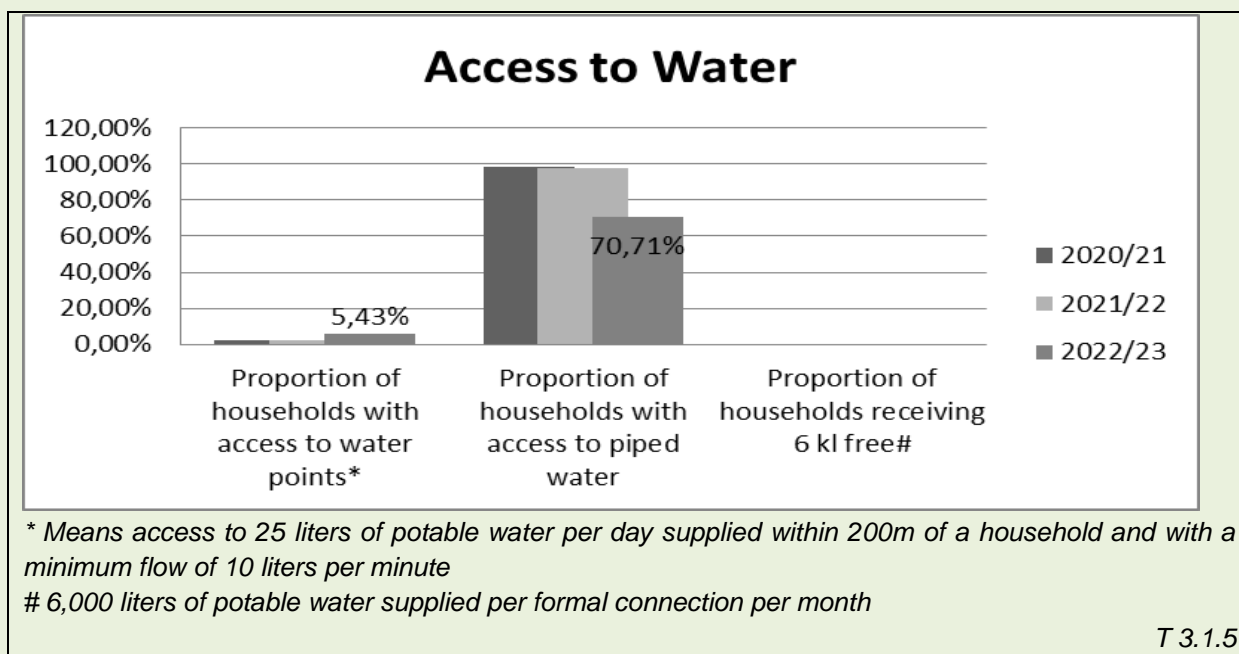 Access to Water
120,00%
100,00%
80,00%
60,00%
40,00%
20,00%
0,00%
5,43%
70,71%
Proportion of
households with
access to water
points*
Proportion of
households with
access to piped
water
Proportion of
households receiving
6 kl free#
2020/21
2021/22
2022/23
* Means access to 25 liters of potable water per day supplied within 200m of a household and with a
minimum flow of 10 liters per minute
# 6,000 liters of potable water supplied per formal connection per month
T 3.1.5